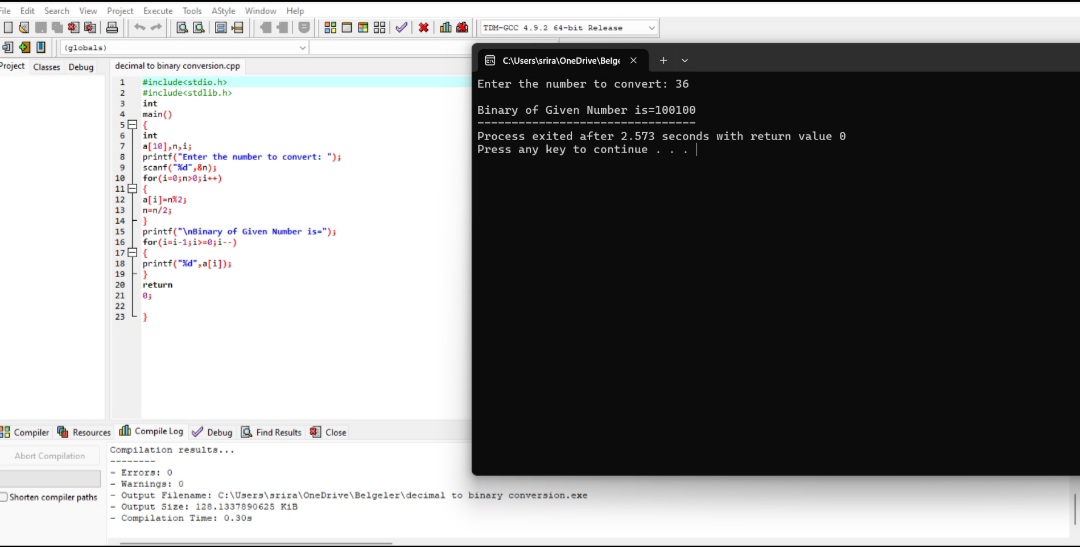 File Edit Search View Project Execute Tools AStyle Window Help
TDM-GCC 4.9.2 64-bit Release
(globals)
Project Classes Debug
decimal to binary conversion.cpp
1 #include<stdio.h>
2 #include<stdlib.h>
3 int
4 main()
5 {
6 int
7 a[10],n,i;
8 printf("Enter the number to convert: ");
9 scanf("%d",&n);
10 for(i=0;n>0;i++)
11 {
12 a[i]=n%2;
13 n=n/2;
14 }
15 printf("\nBinary of Given Number is=");
16 for(i=i-1;i>=0;i--)
17 {
18 printf("%d",a[i]);
19 }
20 return
21 0;
22
23 }
C:\Users\srira\OneDrive\Belge
Enter the number to convert: 36
Binary of Given Number is=100100
--------------------------------
Process exited after 2.573 seconds with return value 0
Press any key to continue . . .
Compiler Resources Compile Log Debug Find Results Close
Abort Compilation
Shorten compiler paths
Compilation results...
--------
- Errors: 0
- Warnings: 0
- Output Filename: C:\Users\srira\OneDrive\Belgeler\decimal to binary conversion.exe
- Output Size: 128.1337890625 KiB
- Compilation Time: 0.30s